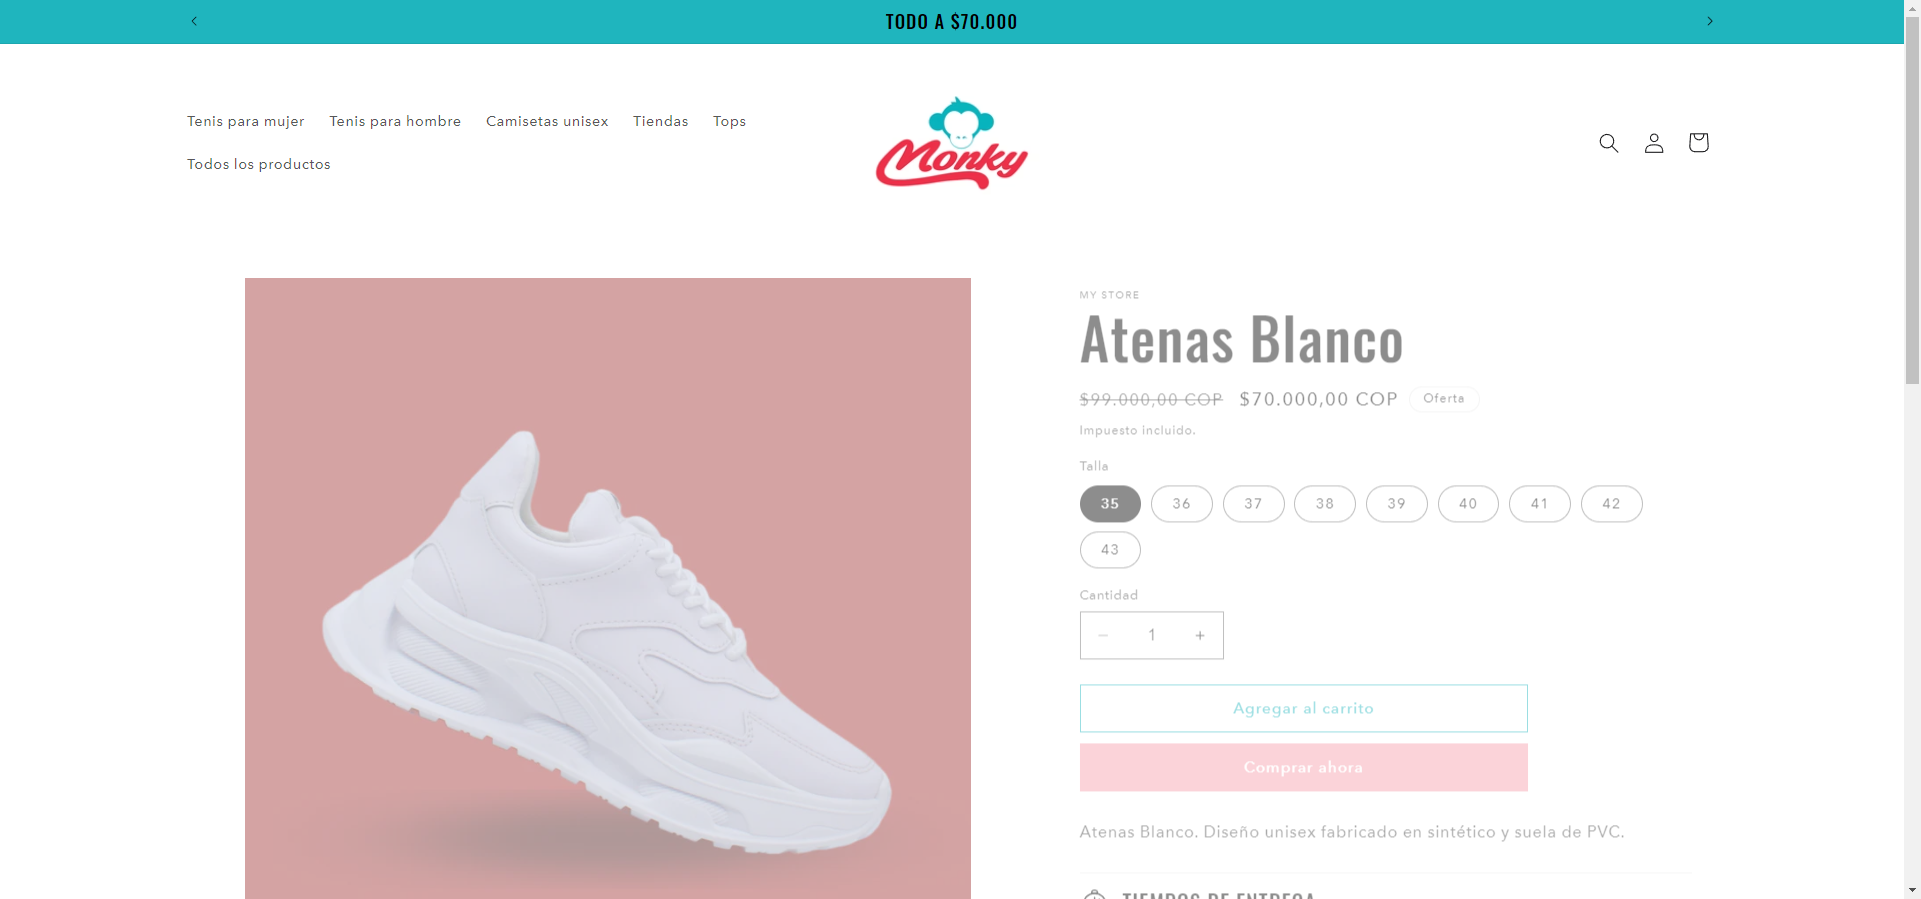 TODO A $70.000
Tenis para mujer
Tenis para hombre
Camisetas unisex
Tiendas
Tops
Todos los productos
Monky
MY STORE
Atenas Blanco
$99.000,00 COP $70.000,00 COP Oferta
Impuesto incluido.
Talla
35 36 37 38 39 40 41 42
43
Cantidad
− 1 +
Agregar al carrito
Comprar ahora
Atenas Blanco. Diseño unisex fabricado en sintético y suela de PVC.
TIEMPOS DE ENTREGA